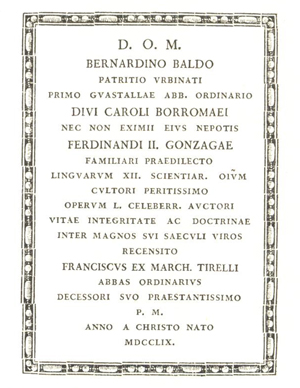 D. O. M.
BERNARDINO BALDO
PATRITIO VRBINATI
PRIMO GVASTALLAE ABB. ORDINARIO
DIVI CAROLI BORROMAEI
NEC NON EXIMII EIVS NEPOTIS
FERDINANDI II. GONZAGAE
FAMILIARI PRAEDILECTO
LINGVARVM XII. SCIENTIAR. OIV̄M
CVLTORI PERITISSIMO
OPERVM L. CELEBERR. AVCTORI
VITAE INTEGRITATE AC DOCTRINAE
INTER MAGNOS SVI SAECVLI VIROS
RECENSITO
FRANCISCVS EX MARCH. TIRELLI
ABBAS ORDINARIVS
DECESSORI SVO PRAESTANTISSIMO
P. M.
ANNO A CHRISTO NATO
MDCCLIX.